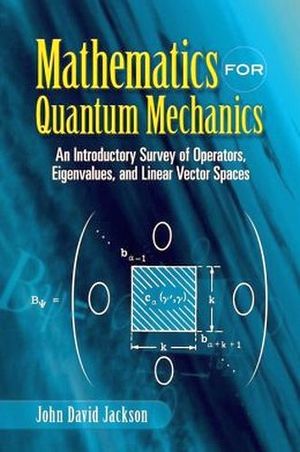 Mathematics FOR
Quantum Mechanics
An Introductory Survey of Operators,
Eigenvalues, and Linear Vector Spaces
b α-1
B ψ = c α (γ′,γ) k
k b α+k+1
John David Jackson